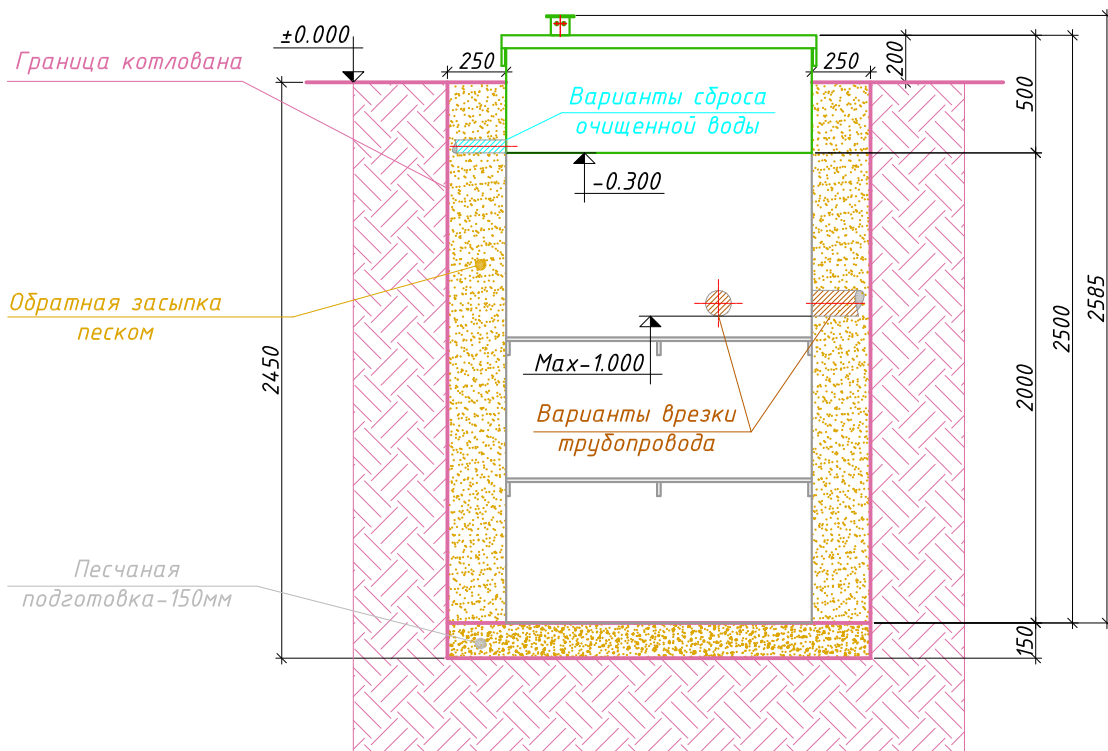 ±0.000
Граница котлована
250
250
200
500
Варианты сброса
очищенной воды
-0.300
Обратная засыпка
песком
2450
Max-1.000
2585
2500
2000
Варианты врезки
трубопровода
Песчаная
подготовка-150мм
150